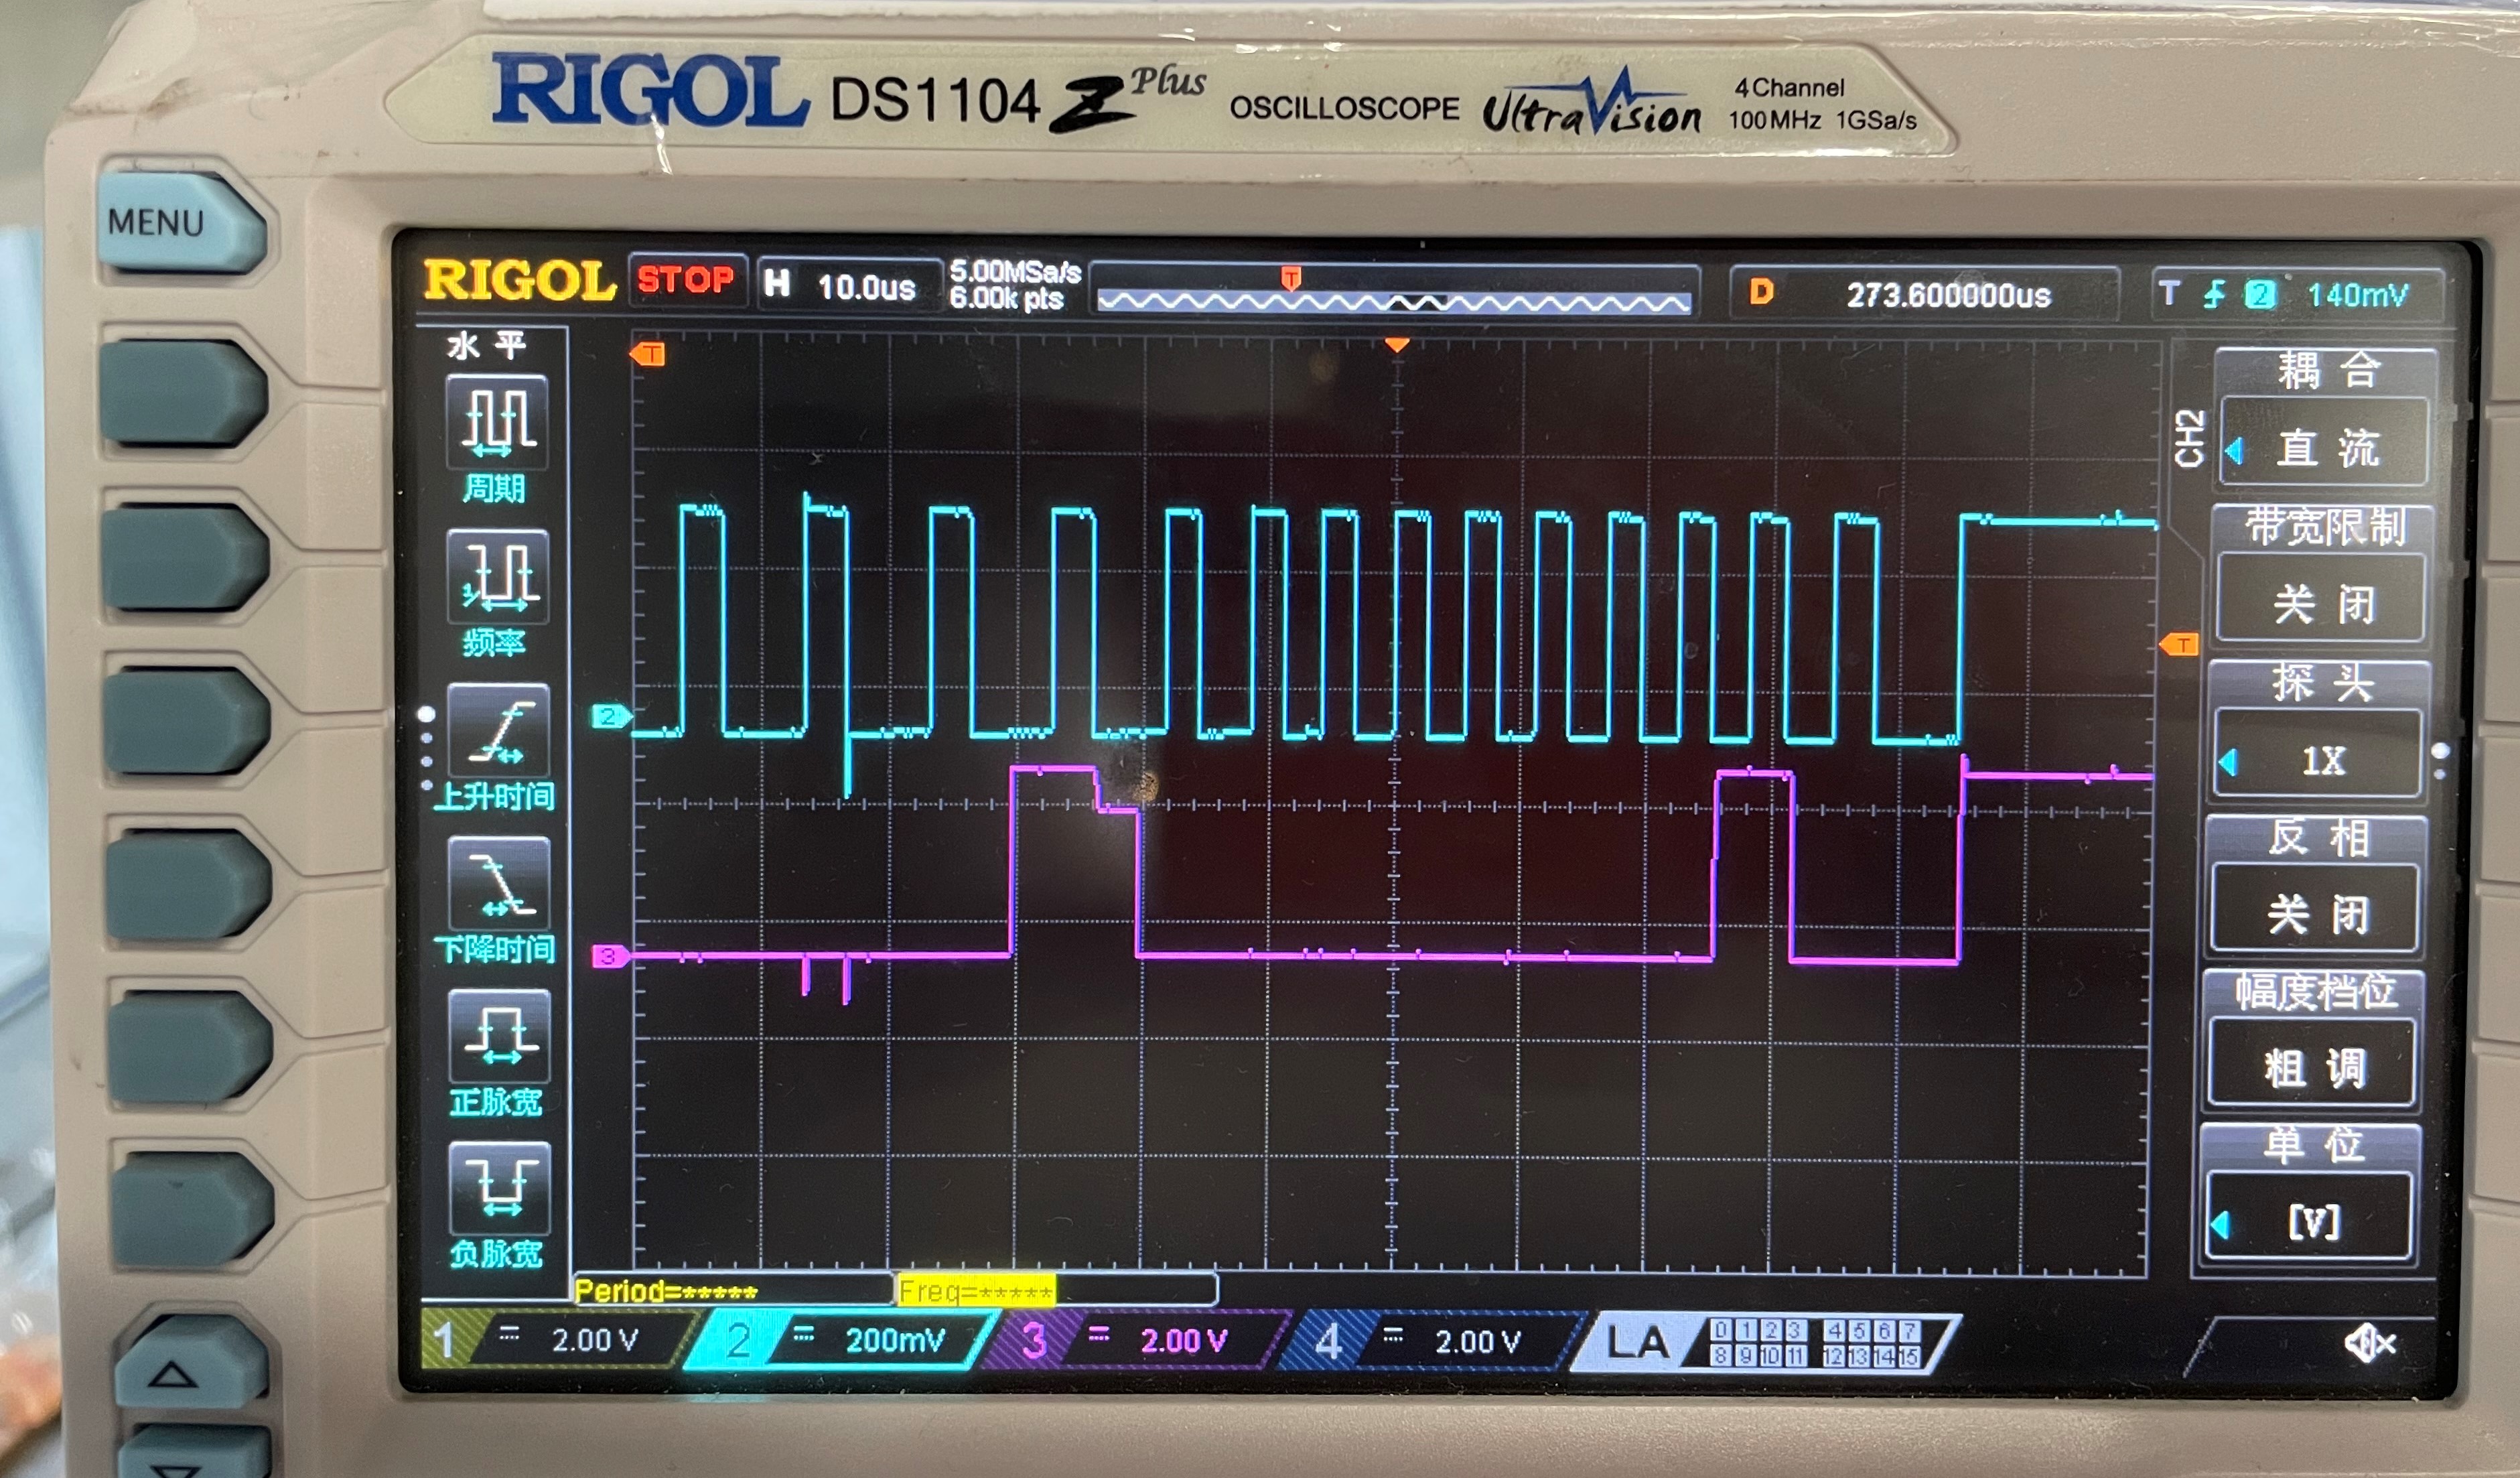 RIGOL DS1104 Z Plus OSCILLOSCOPE UltraVision 4 Channel
100 MHz 1GSa/s
MENU
RIGOL STOP H 10.0us 5.00MSa/s
6.00k pts
T
D 273.600000us T 2 140mV
水平
周期
频率
上升时间
下降时间
正脉宽
负脉宽
T
2
3
T
CH2
耦合
直流
带宽限制
关闭
探头
1X
反相
关闭
幅度档位
粗调
单位
[V]
Period=***** Freq=*****
1 2.00 V 2 200mV 3 2.00 V 4 2.00 V LA 0 1 2 3 4 5 6 7
8 9 10 11 12 13 14 15